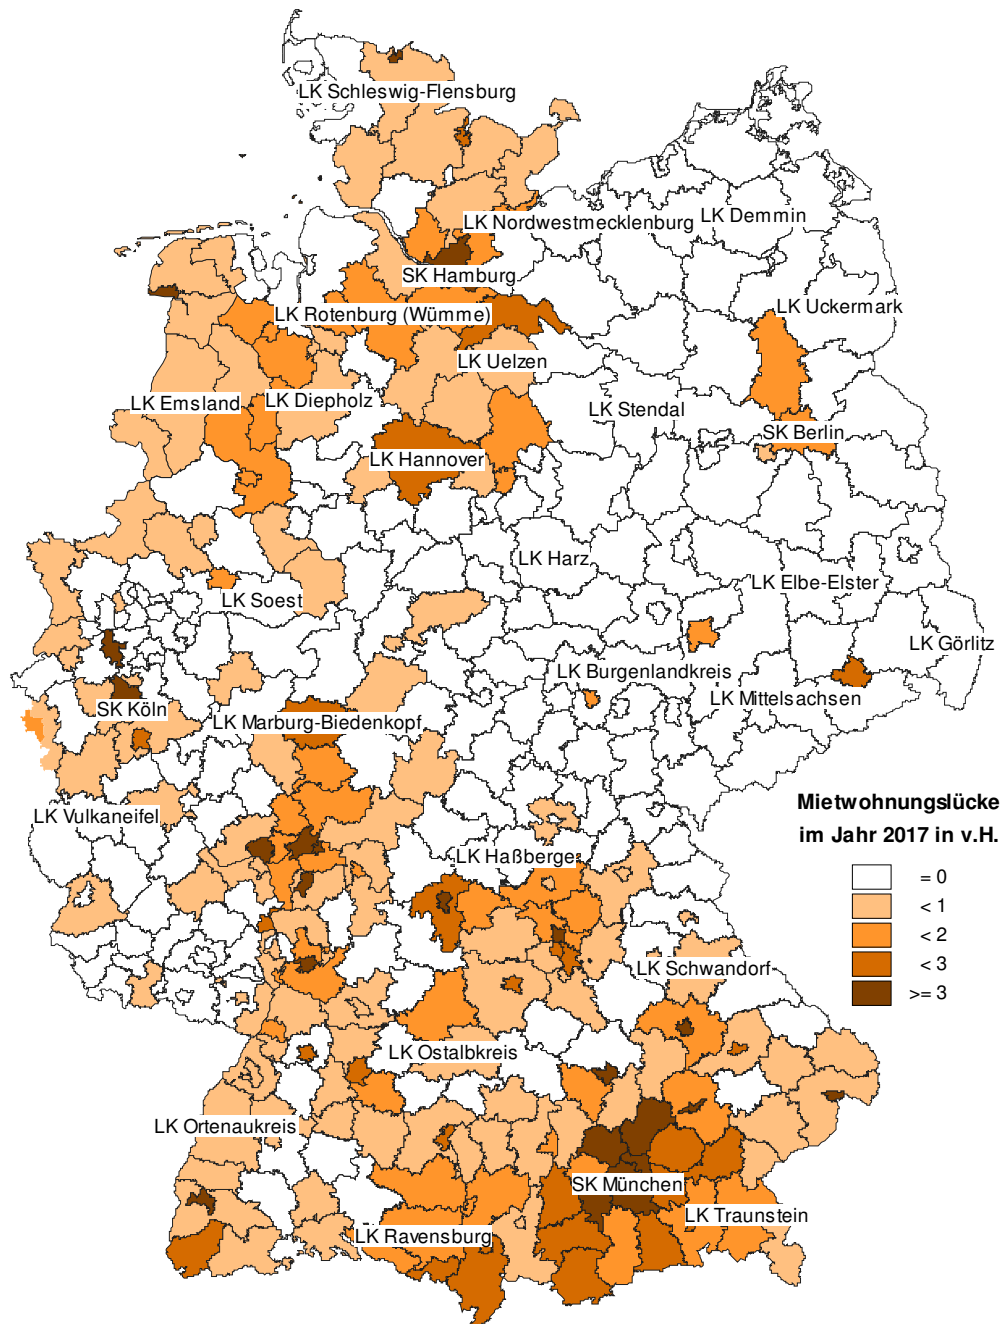 LK Schleswig-Flensburg
LK Nordwestmecklenburg
LK Demmin
SK Hamburg
LK Uckermark
LK Rotenburg (Wümme)
LK Uelzen
LK Emsland
LK Diepholz
LK Stendal
SK Berlin
LK Hannover
LK Harz
LK Elbe-Elster
LK Soest
LK Görlitz
LK Burgenlandkreis
LK Mittelsachsen
SK Köln
LK Marburg-Biedenkopf
Mietwohnungslücke
im Jahr 2017 in v.H.
LK Vulkaneifel
LK Haßberge
= 0
< 1
< 2
< 3
>= 3
LK Schwandorf
LK Ostalbkreis
LK Ortenaukreis
SK München
LK Traunstein
LK Ravensburg